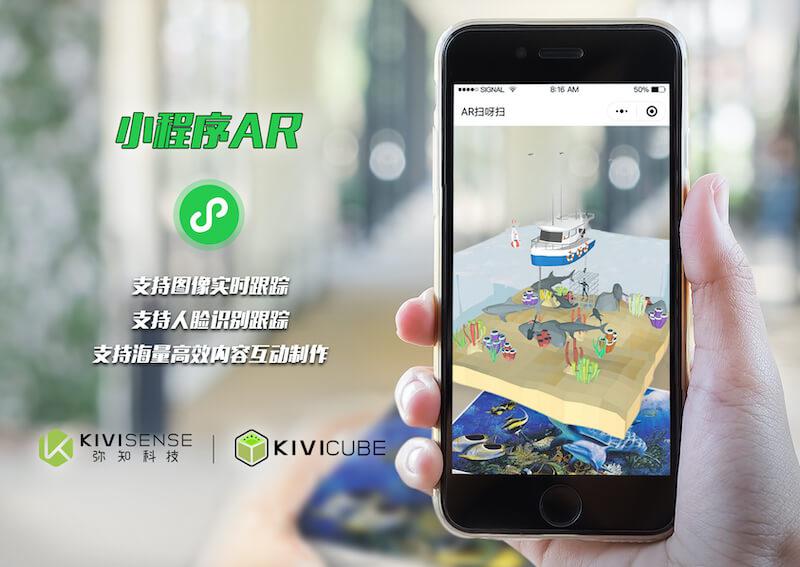 小程序AR
支持图像实时跟踪
支持人脸识别跟踪
支持海量高效内容互动制作
KIVISENSE
弥知科技
KIVICUBE
SIGNAL
8:16 AM
50%
AR扫呀扫